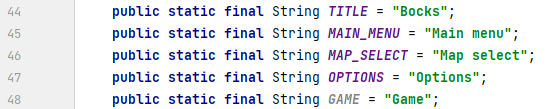 44 public static final String TITLE = "Bocks";
45 public static final String MAIN_MENU = "Main menu";
46 public static final String MAP_SELECT = "Map select";
47 public static final String OPTIONS = "Options";
48 public static final String GAME = "Game";